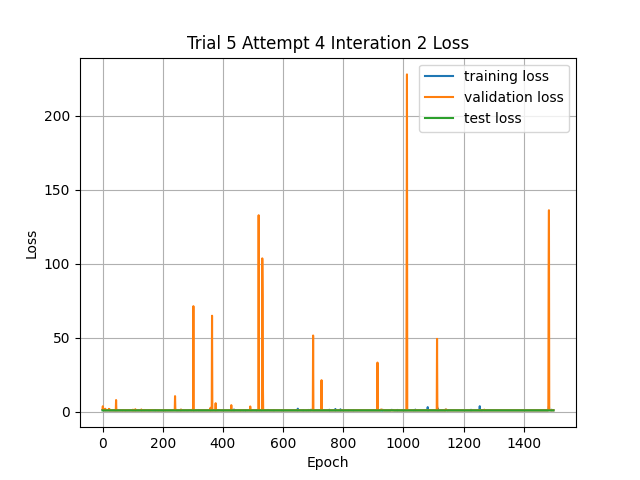 Trial 5 Attempt 4 Interation 2 Loss
training loss
validation loss
test loss
200
150
100
50
0
Loss
0 200 400 600 800 1000 1200 1400
Epoch